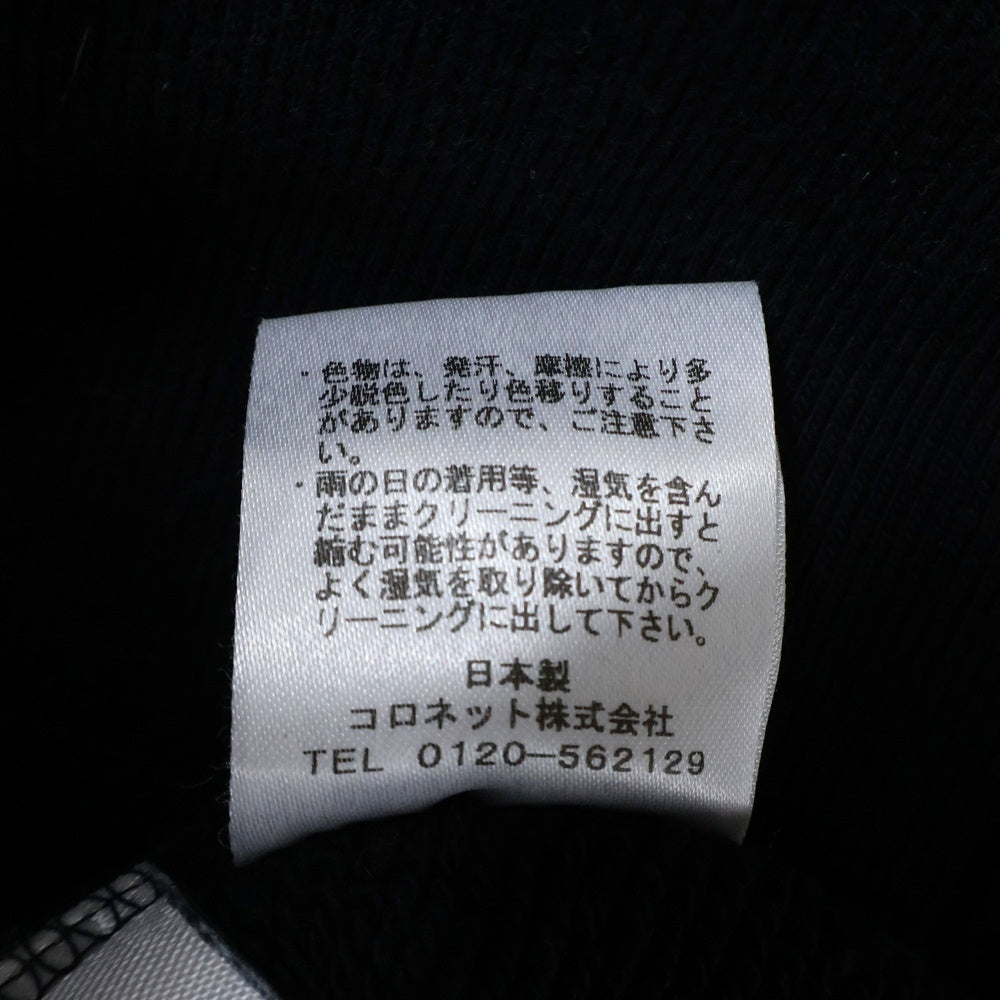 ・色物は、発汗、摩擦により多
少脱色したり色移りすること
がありますので、ご注意下さ
い。
・雨の日の着用等、湿気を含ん
だままクリーニングに出すと
縮む可能性がありますので、
よく湿気を取り除いてからク
リーニングに出して下さい。
日本製
コロネット株式会社
TEL 0120-562129